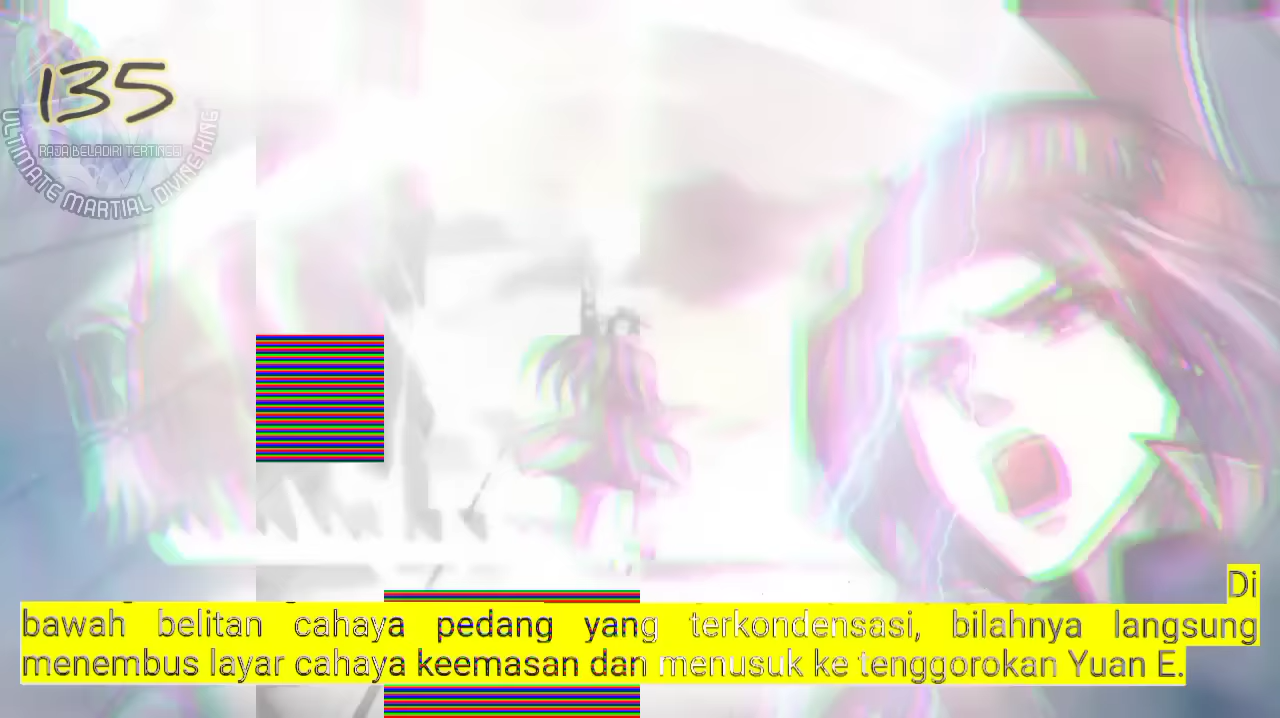 135
RAJA BELADIRI TERTINGGI
ULTIMATE MARTIAL DIVINE KING
Di
bawah belitan cahaya pedang yang terkondensasi, bilahnya langsung
menembus layar cahaya keemasan dan menusuk ke tenggorokan Yuan E.